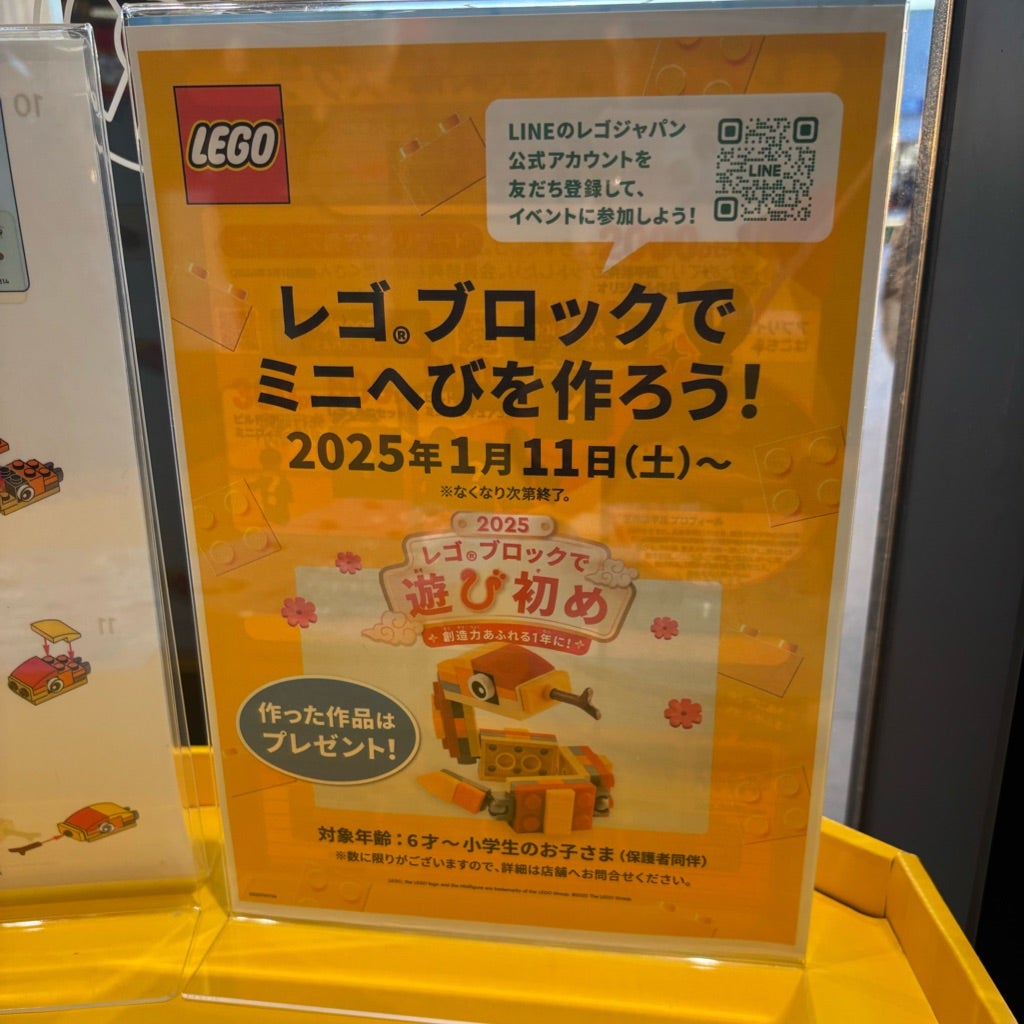 LEGO
LINEのレゴジャパン
公式アカウントを
友だち登録して、
イベントに参加しよう!
LINE
レゴ®ブロックで
ミニへびを作ろう!
2025年1月11日(土)～
※なくなり次第終了。
2025
レゴ®ブロックで
遊び初め
創造力あふれる1年に!
作った作品は
プレゼント!
対象年齢:6才～小学生のお子さま(保護者同伴)
※数に限りがございますので、詳細は店舗へお問合せください。
10
11